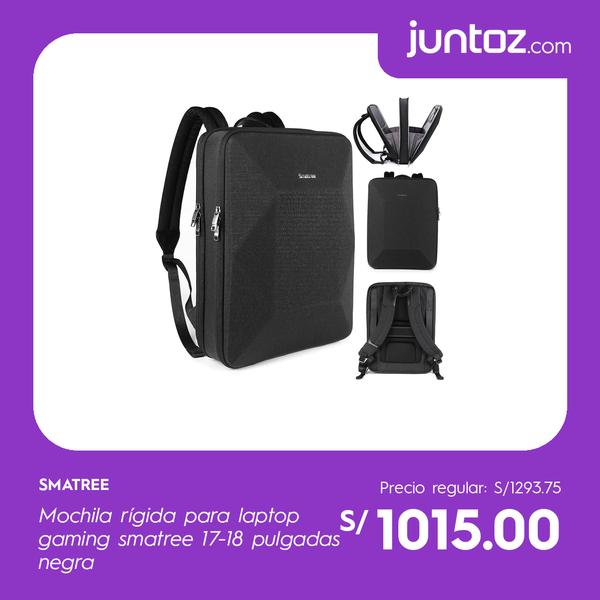 juntoz.com
Smatree
SMATREE
Mochila rígida para laptop
gaming smatree 17-18 pulgadas
negra
Precio regular: S/1293.75
S/ 1015.00